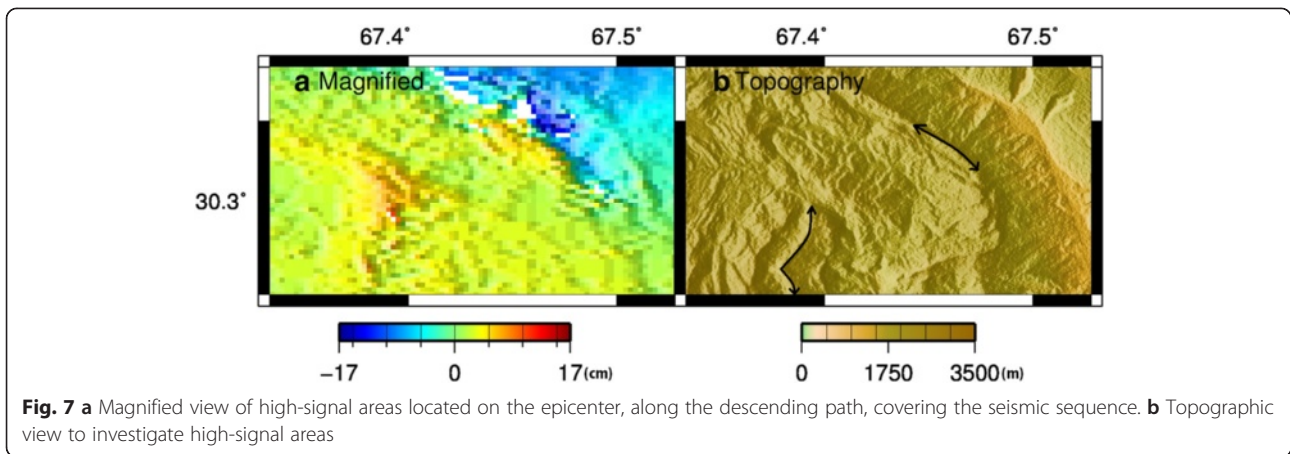 67.4˚ 67.5˚ 67.4˚ 67.5˚
a Magnified b Topography
30.3˚
−17 0 17(cm) 0 1750 3500(m)
Fig. 7 a Magnified view of high-signal areas located on the epicenter, along the descending path, covering the seismic sequence. b Topographic
view to investigate high-signal areas